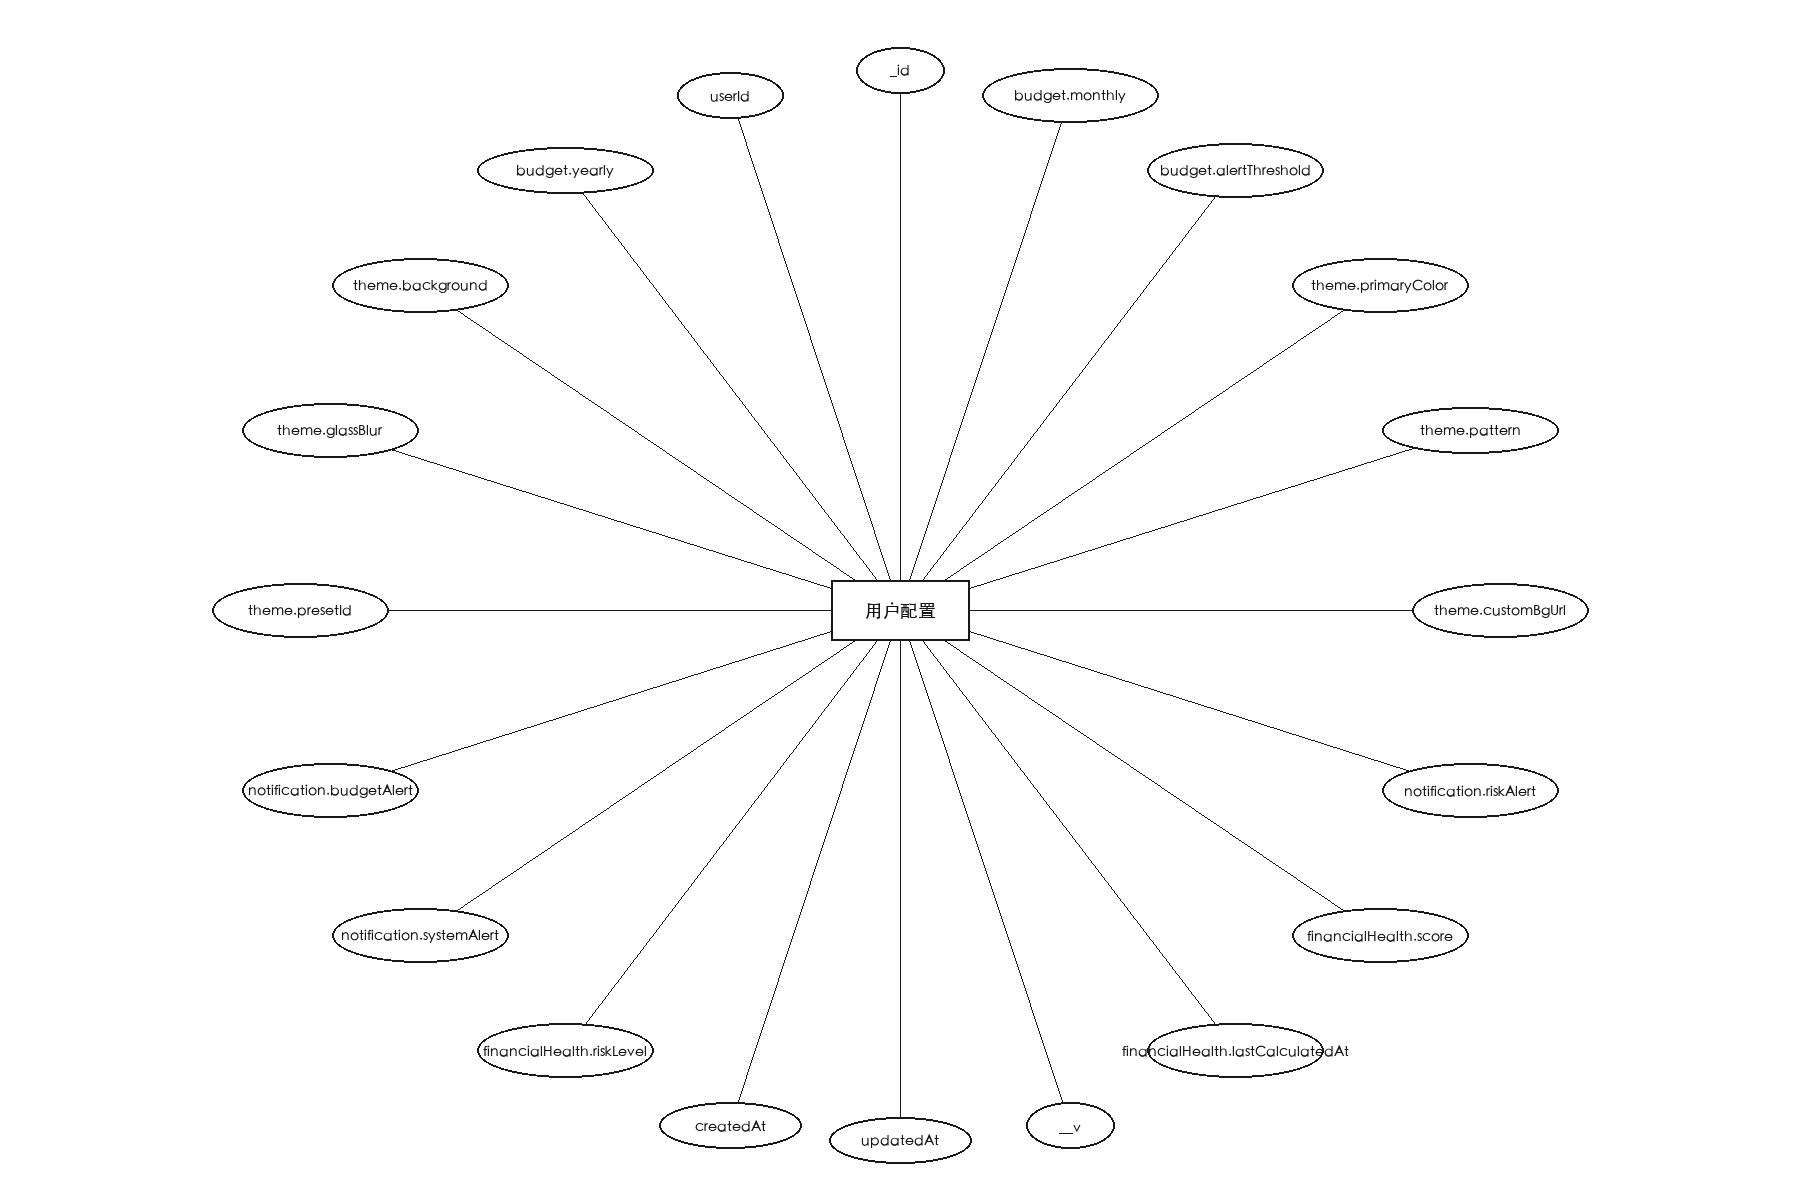 _id
userId
budget.monthly
budget.yearly
budget.alertThreshold
theme.background
theme.primaryColor
theme.glassBlur
theme.pattern
theme.presetId
用户配置
theme.customBgUrl
notification.budgetAlert
notification.riskAlert
notification.systemAlert
financialHealth.score
financialHealth.riskLevel
financialHealth.lastCalculatedAt
createdAt
updatedAt
__v